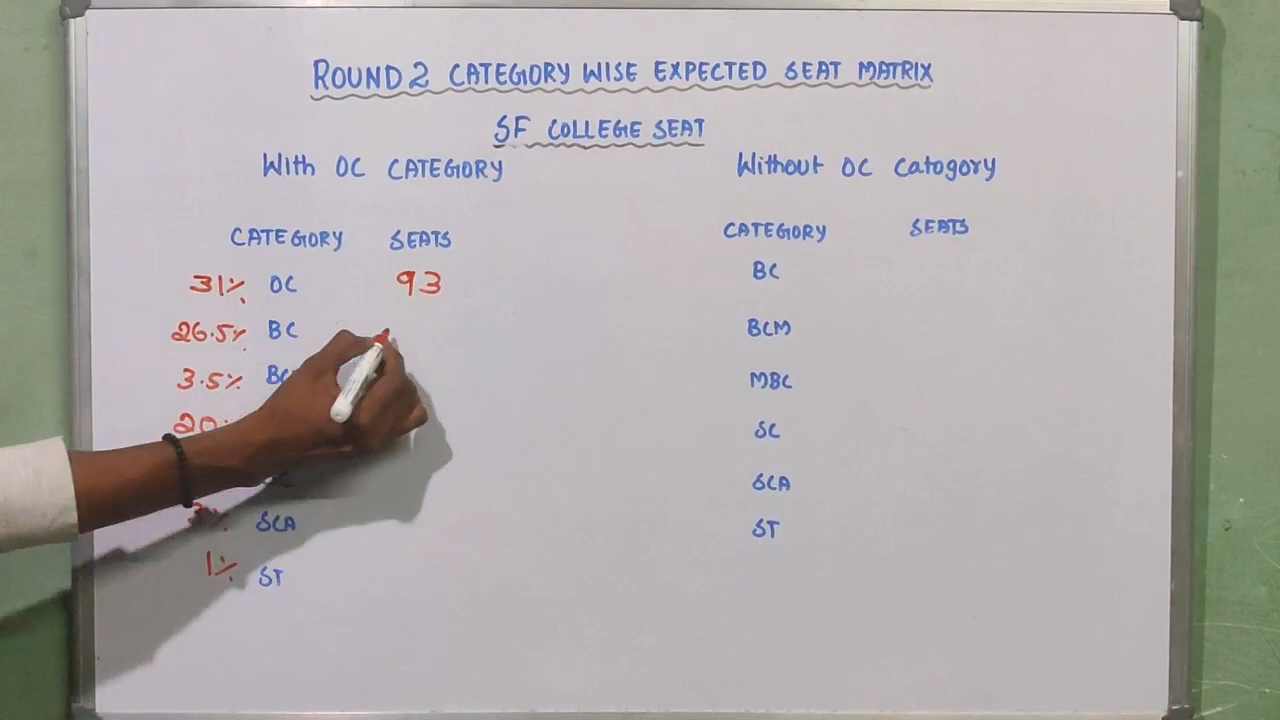 ROUND 2 CATEGORY WISE EXPECTED SEAT MATRIX
SF COLLEGE SEAT
With OC CATEGORY
CATEGORY SEATS
31% OC 93
26.5% BC
3.5%
20
SCA
1% ST
Without OC Catogory
CATEGORY SEATS
BC
BCM
MBC
SC
SCA
ST